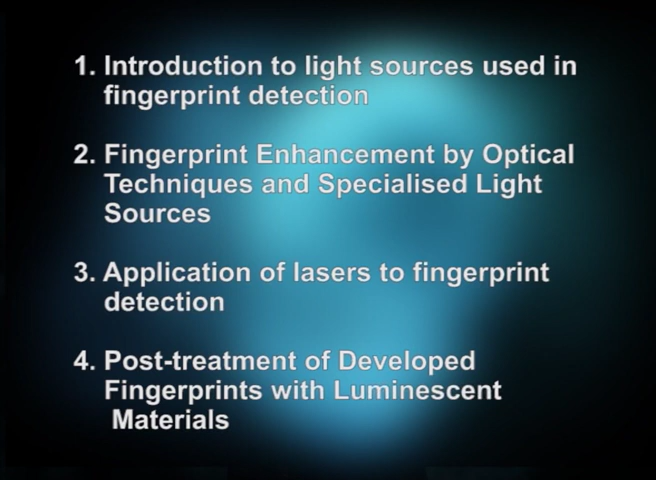 1. Introduction to light sources used in
fingerprint detection
2. Fingerprint Enhancement by Optical
Techniques and Specialised Light
Sources
3. Application of lasers to fingerprint
detection
4. Post-treatment of Developed
Fingerprints with Luminescent
Materials